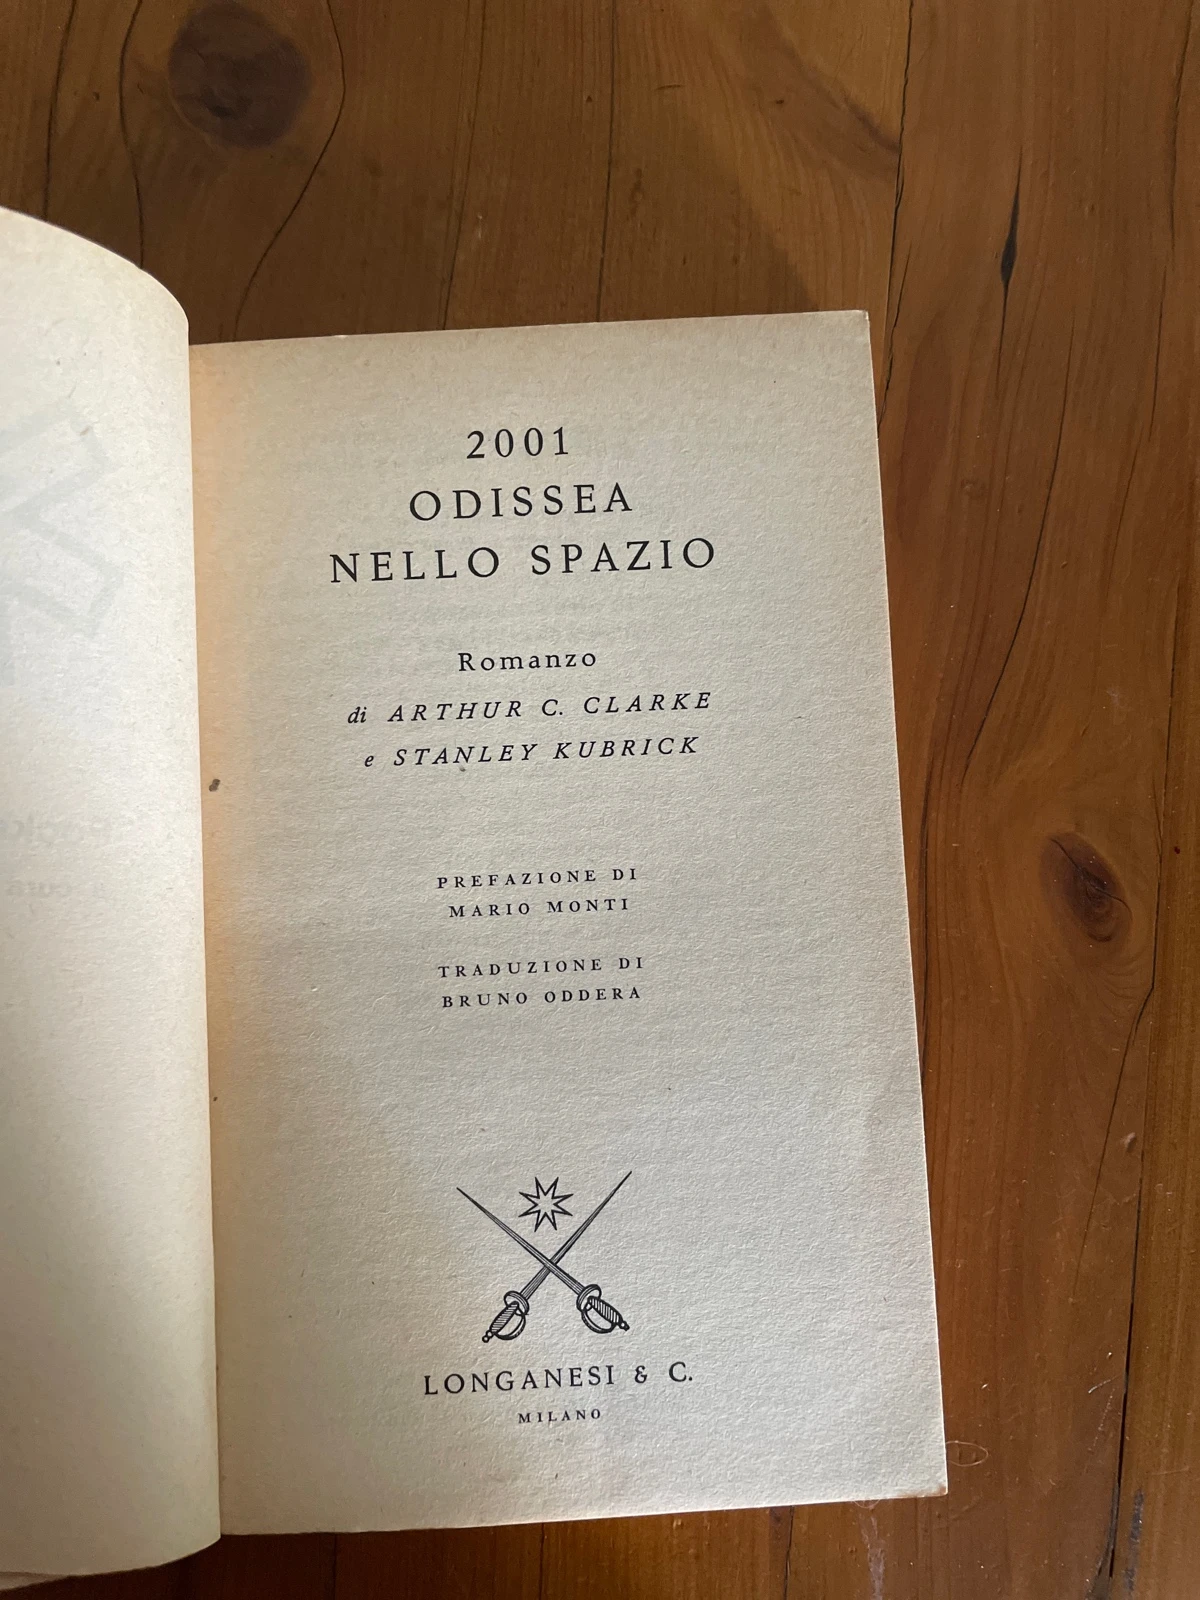 2001
ODISSEA
NELLO SPAZIO
Romanzo
di ARTHUR C. CLARKE
e STANLEY KUBRICK
PREFAZIONE DI
MARIO MONTI
TRADUZIONE DI
BRUNO ODDERA
LONGANESI & C.
MILANO